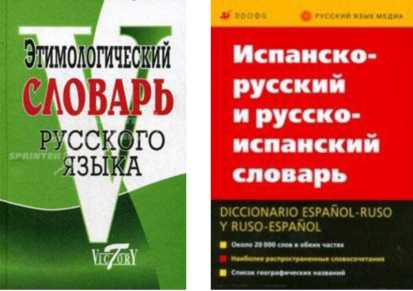 Этимологический
СЛОВАРЬ
РУССКОГО
ЯЗЫКА
SPRINTER
VICTORY
ДРОФА
РУССКИЙ ЯЗЫК МЕДИА
Испанско-
русский
и русско-
испанский
словарь
DICCIONARIO ESPAÑOL-RUSO
Y RUSO-ESPAÑOL
Около 20 000 слов в обеих частях
Наиболее распространенные словосочетания
Список географических названий